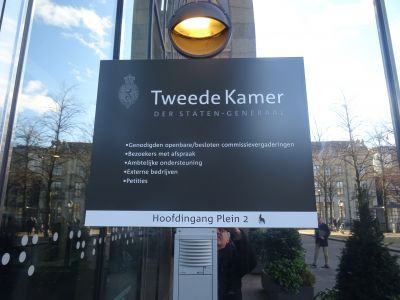 Tweede Kamer
DER STATEN-GENERAAL
•Genodigden openbare/besloten commissievergaderingen
•Bezoekers met afspraak
•Ambtelijke ondersteuning
•Externe bedrijven
•Petities
Hoofdingang Plein 2